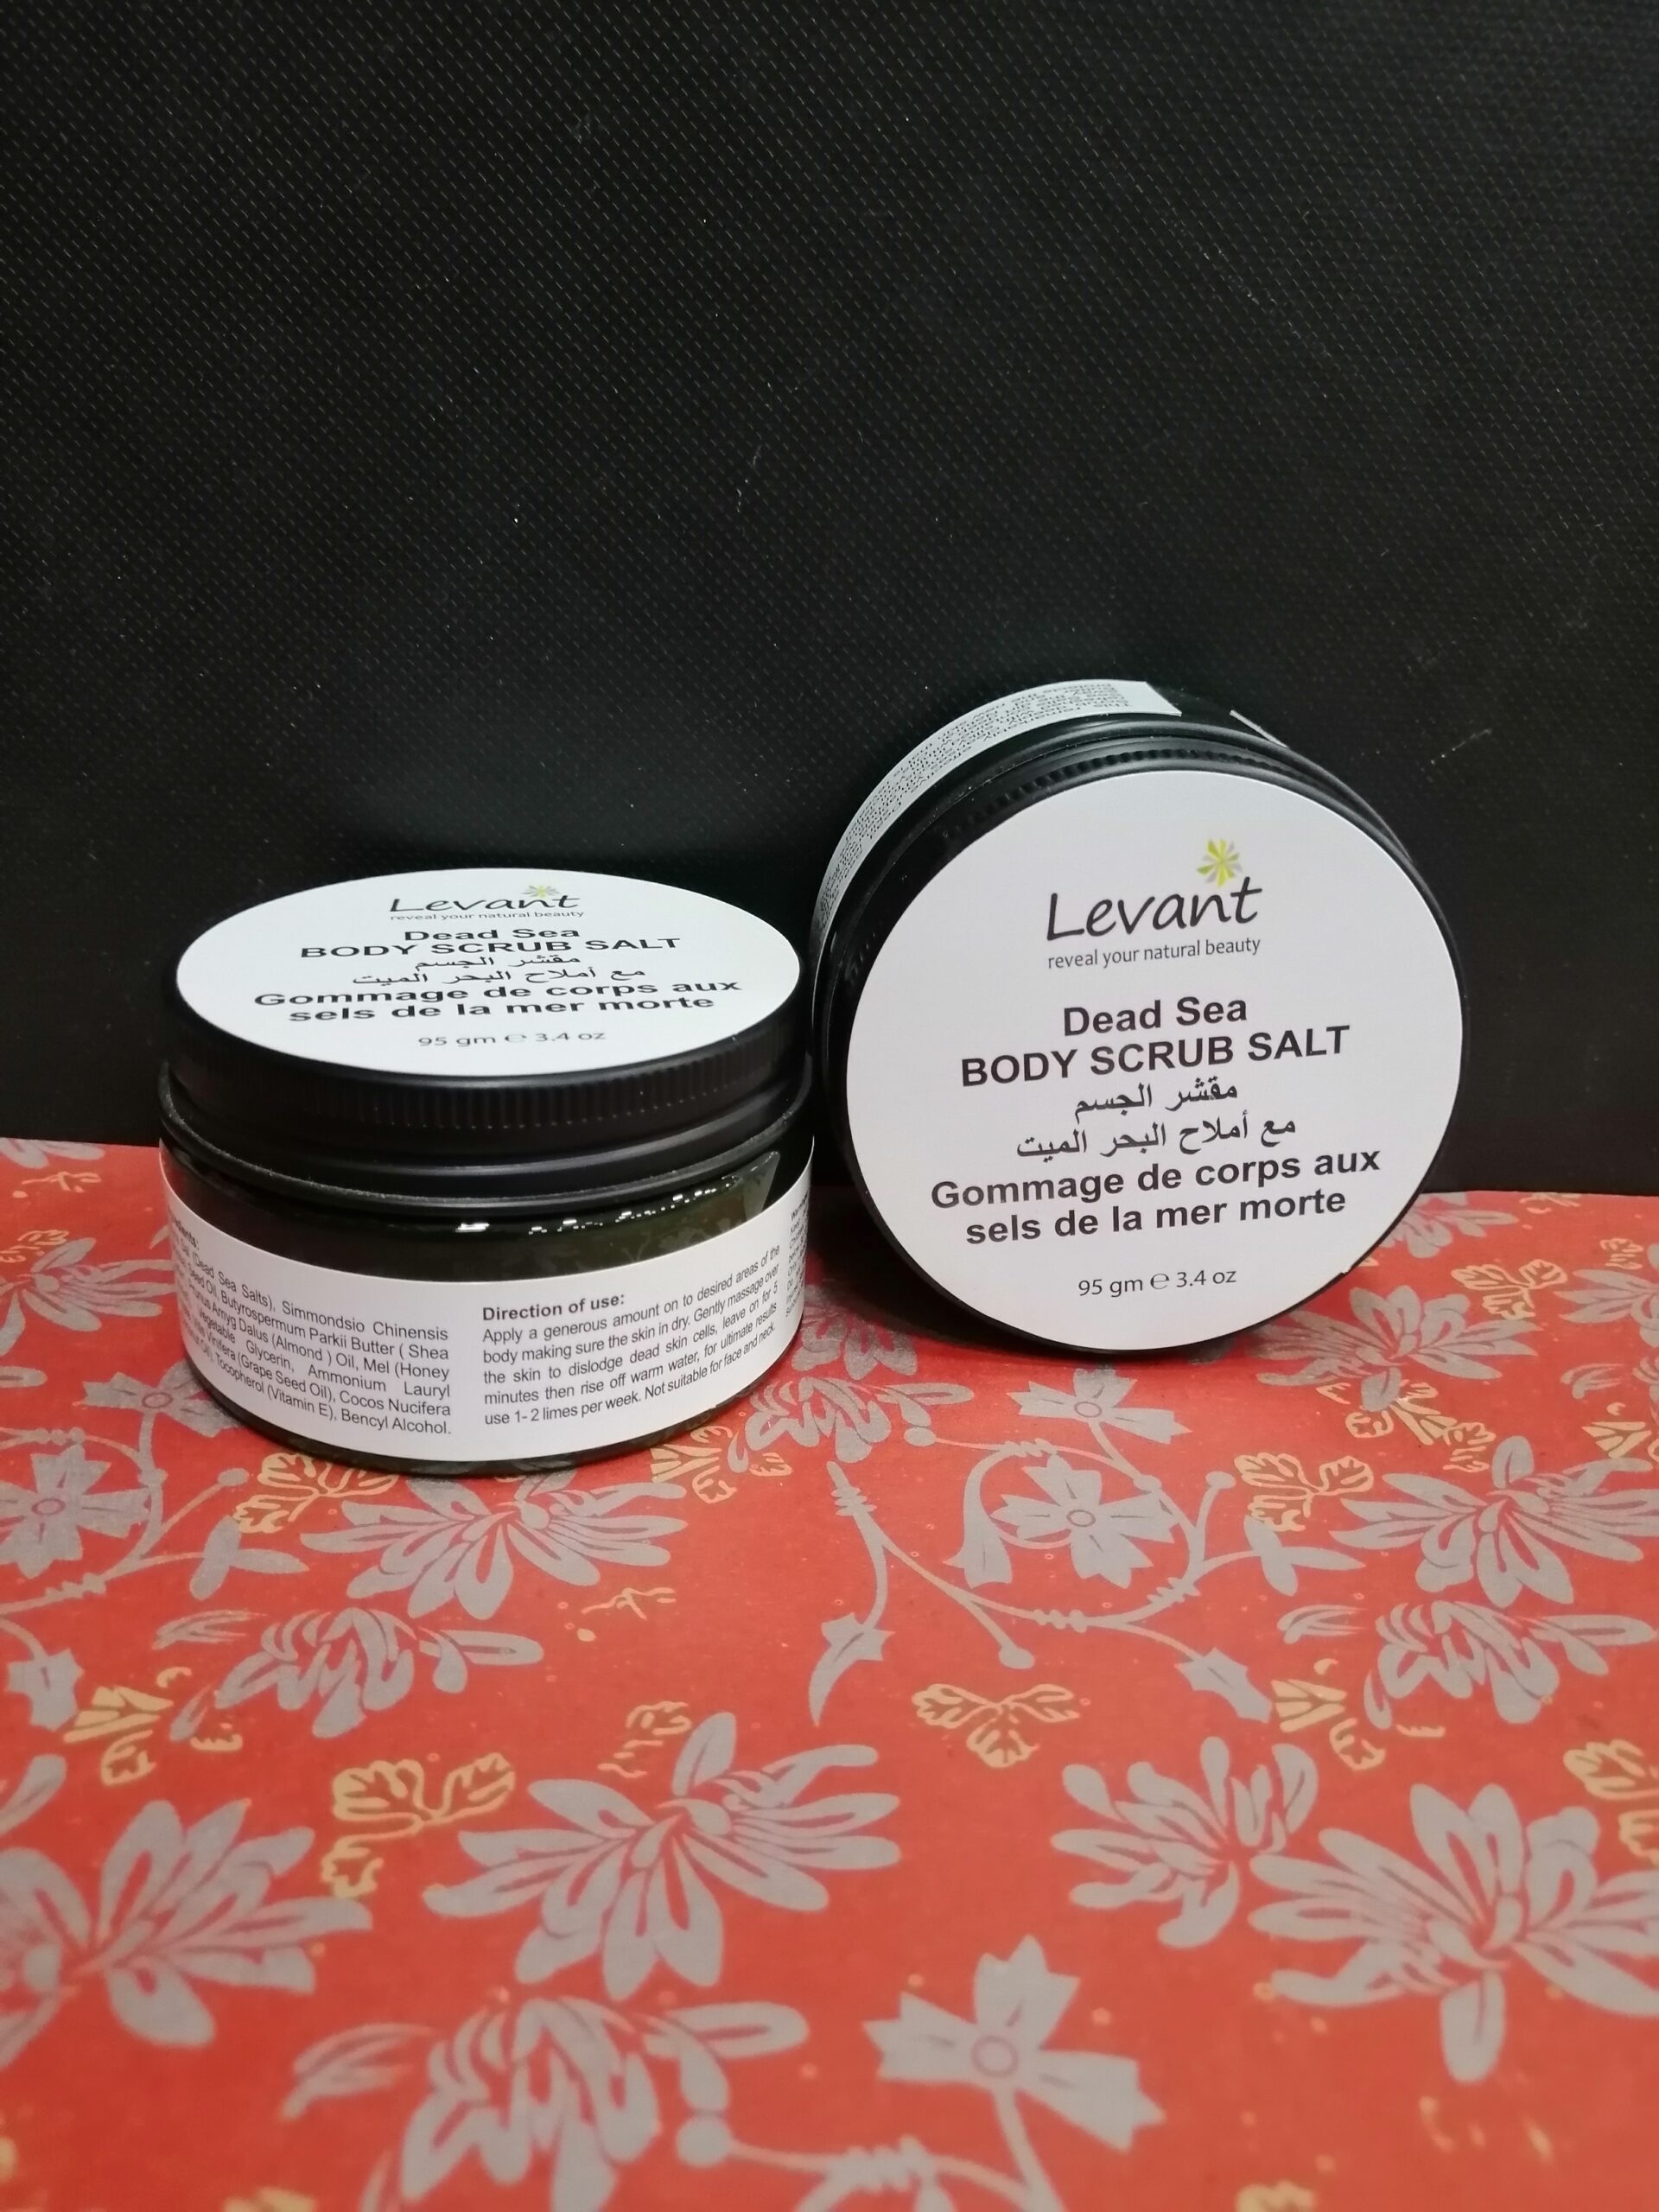 Levant
reveal your natural beauty
Dead Sea
BODY SCRUB SALT
مقشر الجسم
مع أملاح البحر الميت
Gommage de corps aux
sels de la mer morte
95 gm ℮ 3.4 oz
Dead Sea Salts), Simmondsio Chinensis
Seed Oil, Butyrospermum Parkii Butter ( Shea
Amyg Dalus (Almond ) Oil, Mel (Honey
Vegetable Glycerin, Ammonium Lauryl
Vinifera (Grape Seed Oil), Cocos Nucifera
Tocopherol (Vitamin E), Bencyl Alcohol.
Direction of use:
Apply a generous amount on to desired areas of the
body making sure the skin in dry. Gently massage over
the skin to dislodge dead skin cells, leave on for 5
minutes then rise off warm water, for ultimate results
use 1- 2 limes per week. Not suitable for face and neck.
Levant
reveal your natural beauty
Dead Sea
BODY SCRUB SALT
مقشر الجسم
مع أملاح البحر الميت
Gommage de corps aux
sels de la mer morte
95 gm ℮ 3.4 oz